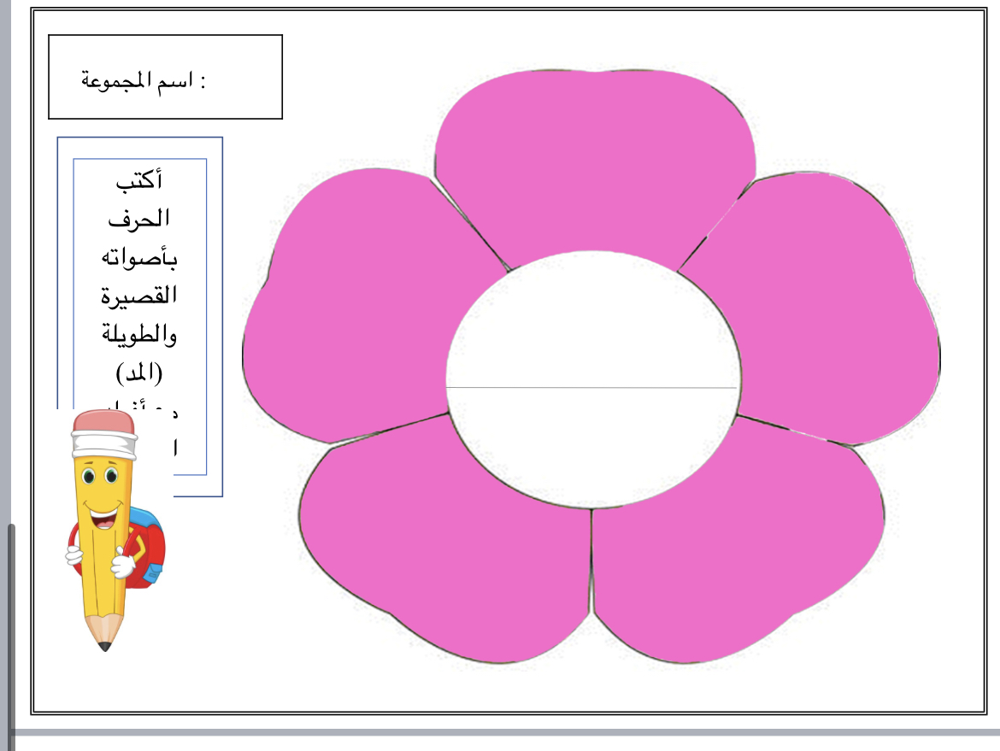 اسم المجموعة :
أكتب
الحرف
بأصواته
القصيرة
والطويلة
(المد)